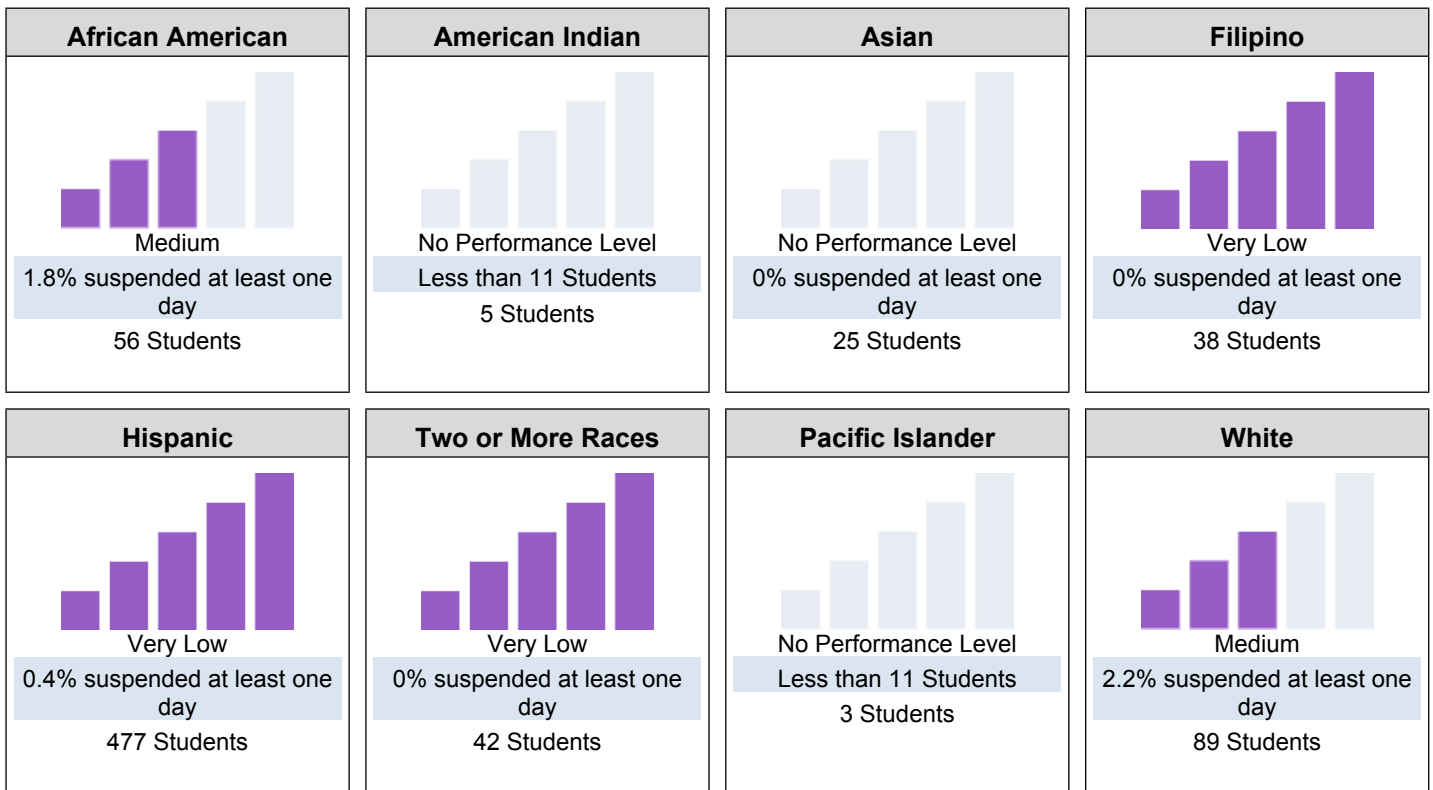 African American
Medium
1.8% suspended at least one
day
56 Students
American Indian
No Performance Level
Less than 11 Students
5 Students
Asian
No Performance Level
0% suspended at least one
day
25 Students
Filipino
Very Low
0% suspended at least one
day
38 Students
Hispanic
Very Low
0.4% suspended at least one
day
477 Students
Two or More Races
Very Low
0% suspended at least one
day
42 Students
Pacific Islander
No Performance Level
Less than 11 Students
3 Students
White
Medium
2.2% suspended at least one
day
89 Students